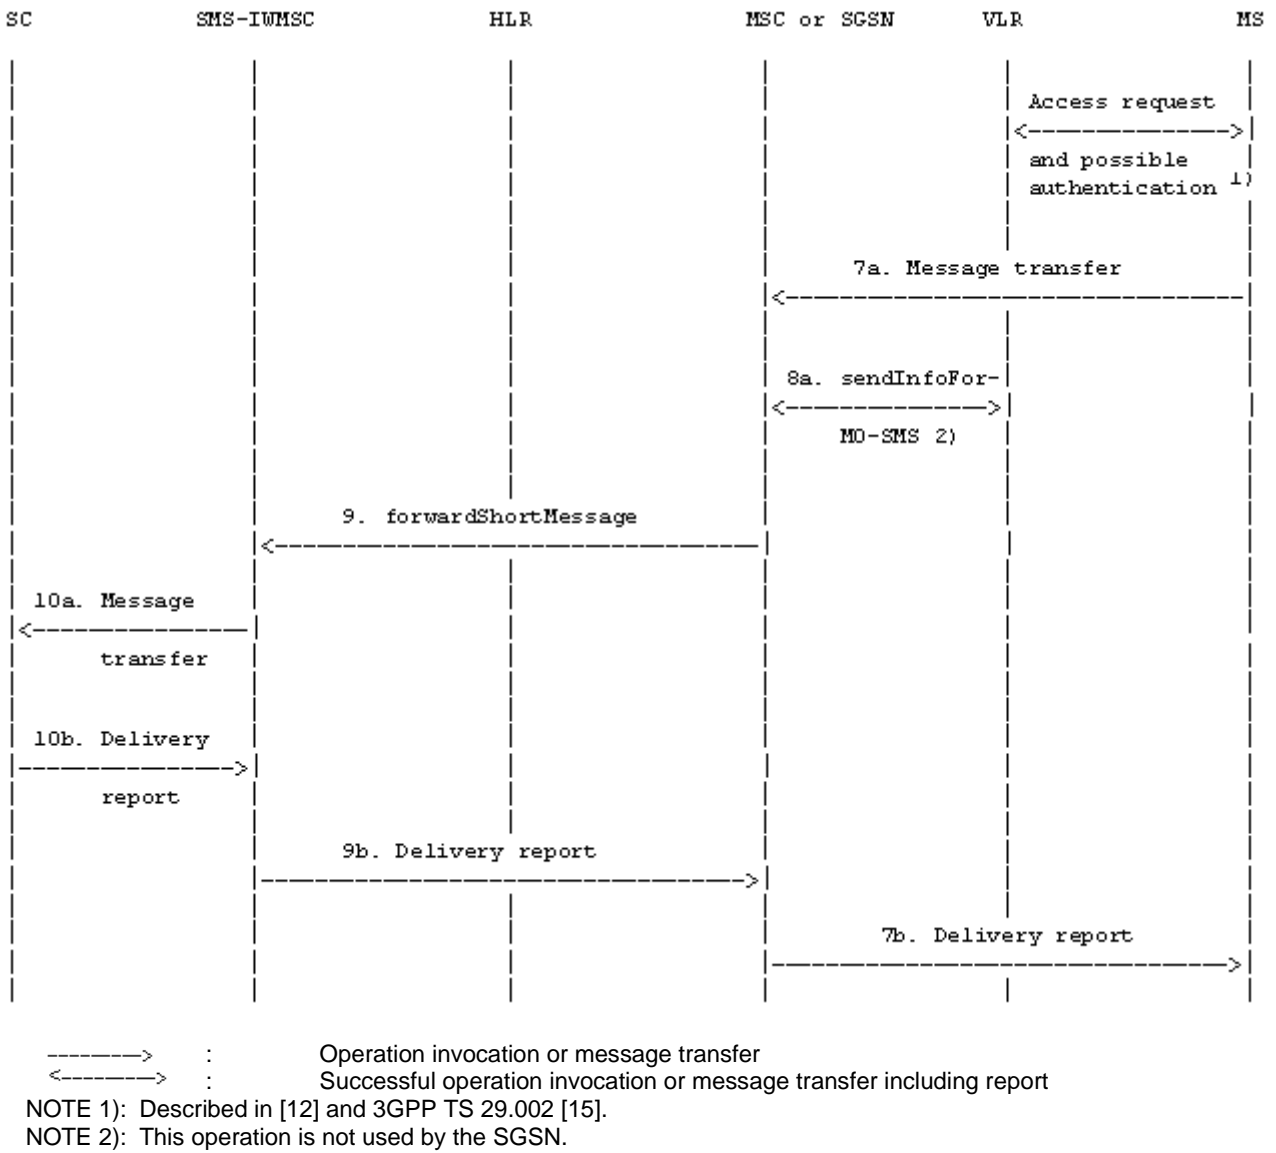 SC SMS-IWMSC HLR MSC or SGSN VLR MS
Access request
and possible
authentication 1)
7a. Message transfer
8a. sendInfoFor-
MO-SMS 2)
9. forwardShortMessage
10a. Message
transfer
10b. Delivery
report
9b. Delivery report
7b. Delivery report
: Operation invocation or message transfer
: Successful operation invocation or message transfer including report
NOTE 1): Described in [12] and 3GPP TS 29.002 [15].
NOTE 2): This operation is not used by the SGSN.